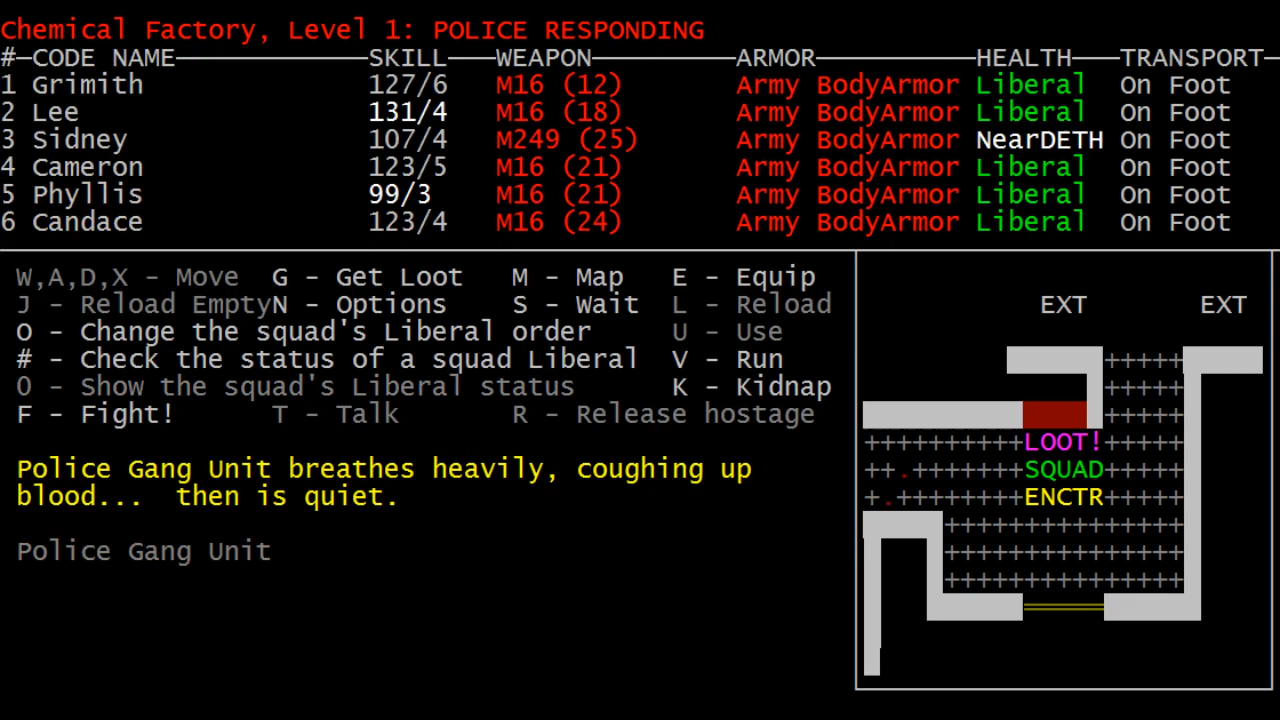 Chemical Factory, Level 1: POLICE RESPONDING
#—CODE NAME SKILL WEAPON ARMOR HEALTH TRANSPORT
1 Grimith 127/6 M16 (12) Army BodyArmor Liberal On Foot
2 Lee 131/4 M16 (18) Army BodyArmor Liberal On Foot
3 Sidney 107/4 M249 (25) Army BodyArmor NearDETH On Foot
4 Cameron 123/5 M16 (21) Army BodyArmor Liberal On Foot
5 Phyllis 99/3 M16 (21) Army BodyArmor Liberal On Foot
6 Candace 123/4 M16 (24) Army BodyArmor Liberal On Foot
W,A,D,X - Move G - Get Loot M - Map E - Equip
J - Reload EmptyN - Options S - Wait L - Reload
O - Change the squad's Liberal order U - Use
# - Check the status of a squad Liberal V - Run
0 - Show the squad's Liberal status K - Kidnap
F - Fight! T - Talk R - Release hostage
Police Gang Unit breathes heavily, coughing up
blood... then is quiet.
Police Gang Unit
EXT EXT
LOOT!
SQUAD
ENCTR